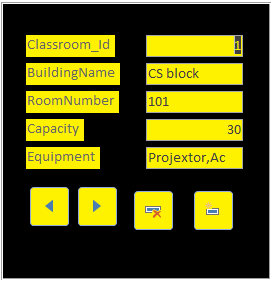 Classroom_Id 1
BuildingName CS block
RoomNumber 101
Capacity 30
Equipment Projextor,Ac